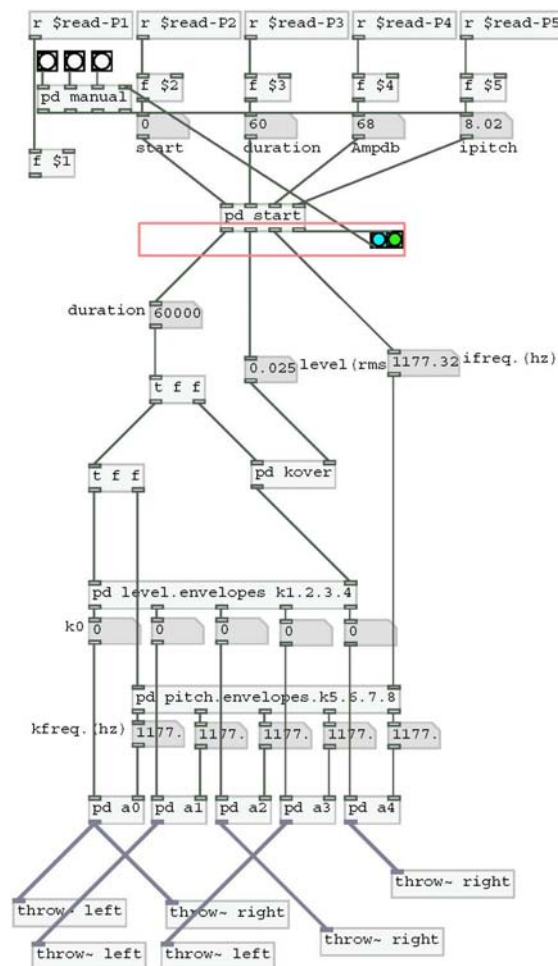 r $read-P1 r $read-P2 r $read-P3 r $read-P4 r $read-P5
f $2 f $3 f $4 f $5
pd manual
0 60 68 8.02
start duration Ampdb ipitch
f $1
pd start
duration 60000
0.025 level(rms 1177.32 ifreq.(hz)
t f f
t f f pd kover
pd level.envelopes k1.2.3.4
k0 0 0 0 0 0
pd pitch.envelopes.k5.6.7.8
kfreq.(hz) 1177. 1177. 1177. 1177. 1177.
pd a0 pd a1 pd a2 pd a3 pd a4
throw~ right
throw~ left throw~ right
throw~ right
throw~ left throw~ left